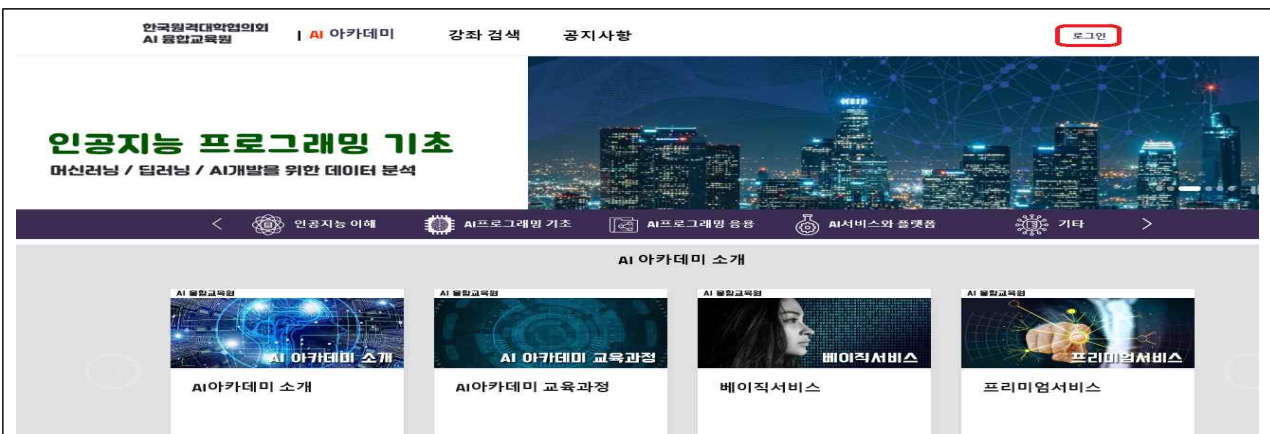 한국원격대학협의회
AI 융합교육원
| AI 아카데미
강좌 검색
공지사항
로그인
인공지능 프로그래밍 기초
머신러닝 / 딥러닝 / AI개발을 위한 데이터 분석
< 인공지능 이해 AI프로그래밍 기초 AI프로그래밍 응용 AI서비스와 플랫폼 기타 >
AI 아카데미 소개
AI 융합교육원
AI 아카데미 소개
AI아카데미 소개
AI 융합교육원
AI 아카데미 교육과정
AI아카데미 교육과정
AI 융합교육원
베이직서비스
베이직서비스
AI 융합교육원
프리미엄서비스
프리미엄서비스